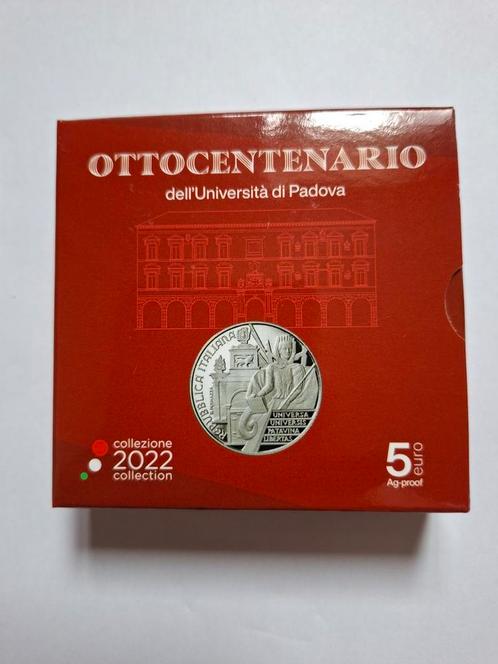 OTTOCENTENARIO
dell'Università di Padova
REPUBBLICA ITALIANA
UNIVERSA
UNIVERSIS
PATAVINA
LIBERTAS
collezione
2022
collection
5 euro
Ag-proof